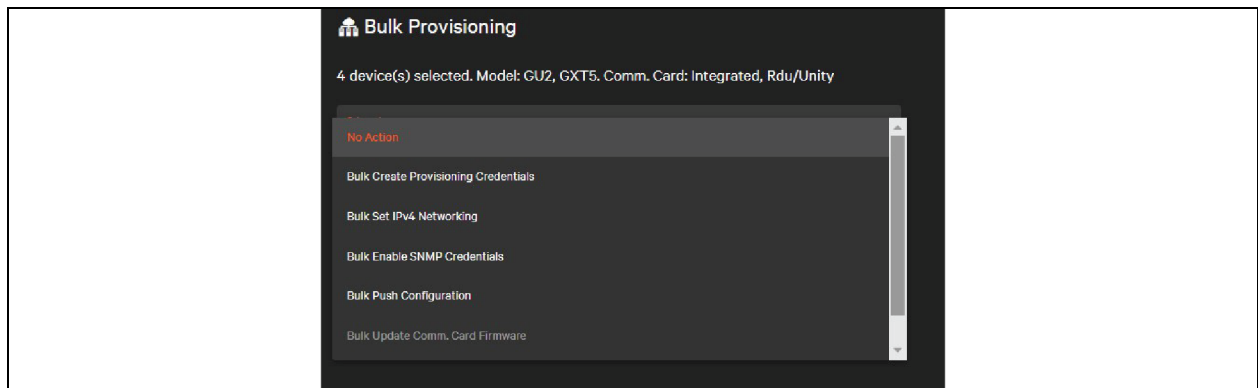 Bulk Provisioning
4 device(s) selected. Model: GU2, GXT5. Comm. Card: Integrated, Rdu/Unity
No Action
Bulk Create Provisioning Credentials
Bulk Set IPv4 Networking
Bulk Enable SNMP Credentials
Bulk Push Configuration
Bulk Update Comm. Card Firmware